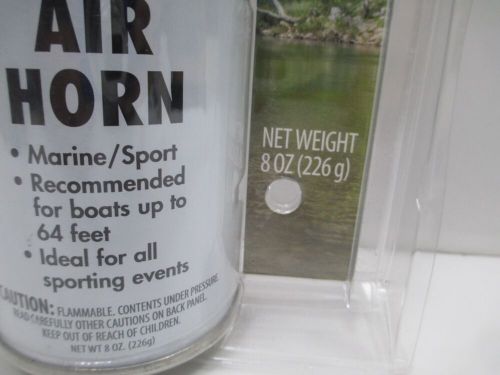 AIR
HORN
• Marine/Sport
• Recommended
for boats up to
64 feet
• Ideal for all
sporting events
CAUTION: FLAMMABLE. CONTENTS UNDER PRESSURE.
READ CAREFULLY OTHER CAUTIONS ON BACK PANEL.
KEEP OUT OF REACH OF CHILDREN.
NET WT 8 OZ. (226g)
NET WEIGHT
8 OZ (226 g)